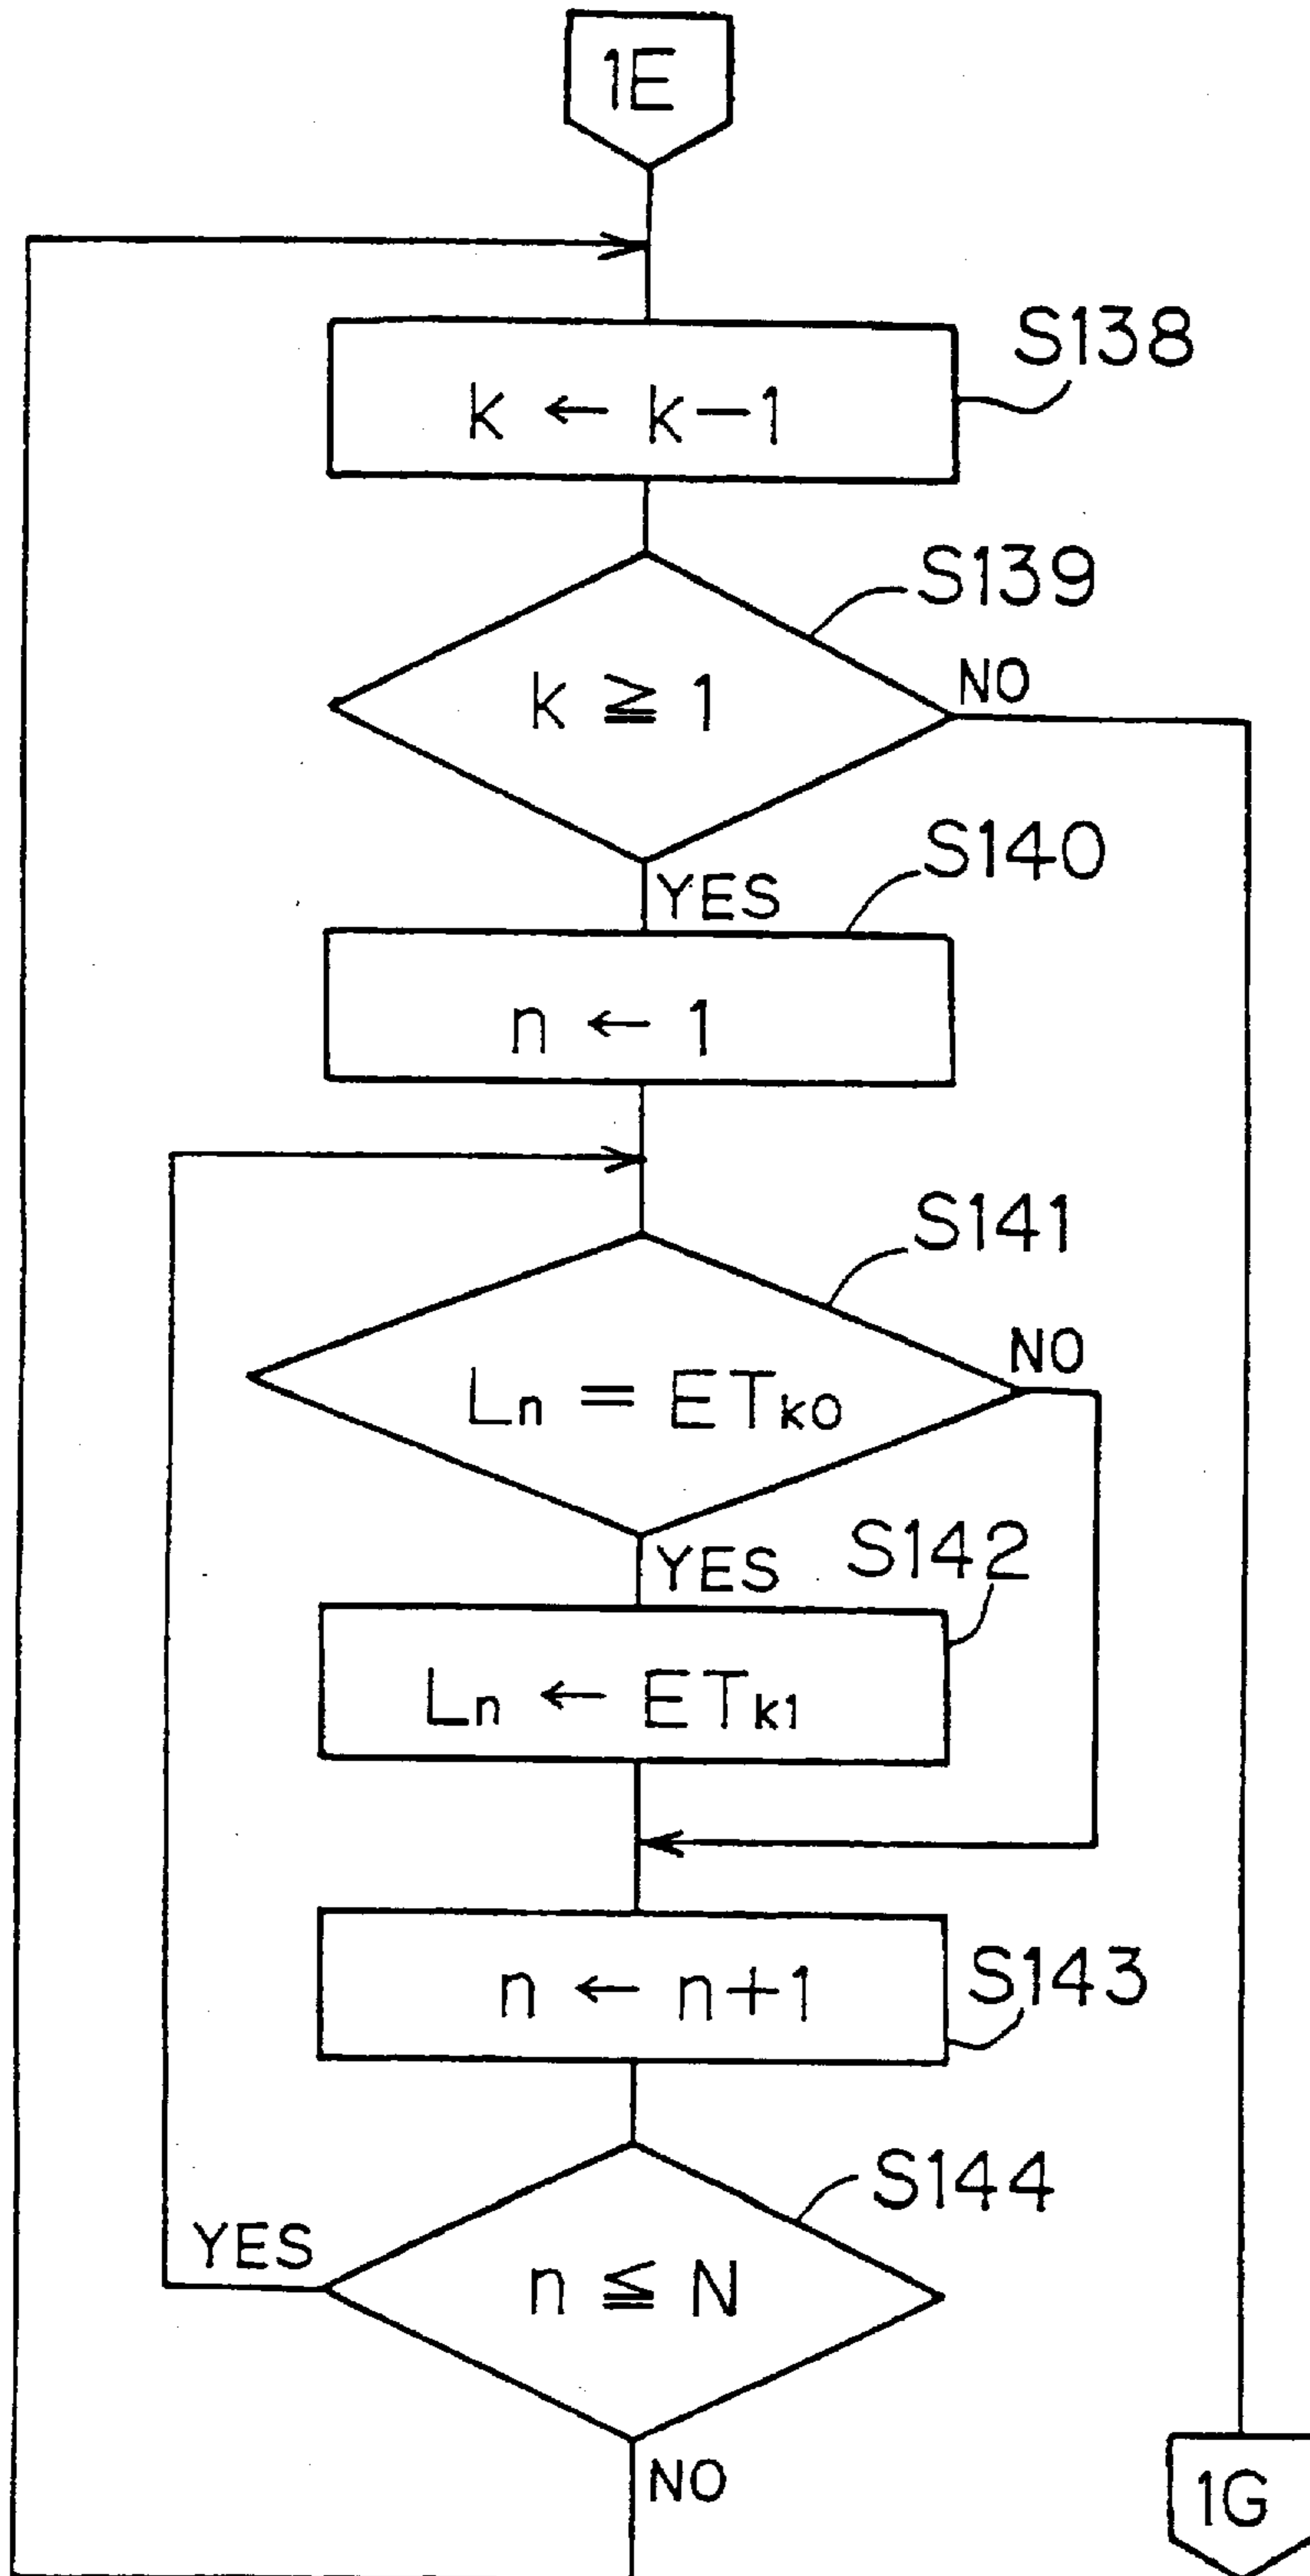 1E
S138
k ← k-1
S139
k ≧ 1
NO
YES
S140
n ← 1
S141
Ln = ETk0
NO
YES
S142
Ln ← ETk1
n ← n+1
S143
S144
YES
n ≦ N
NO
1G